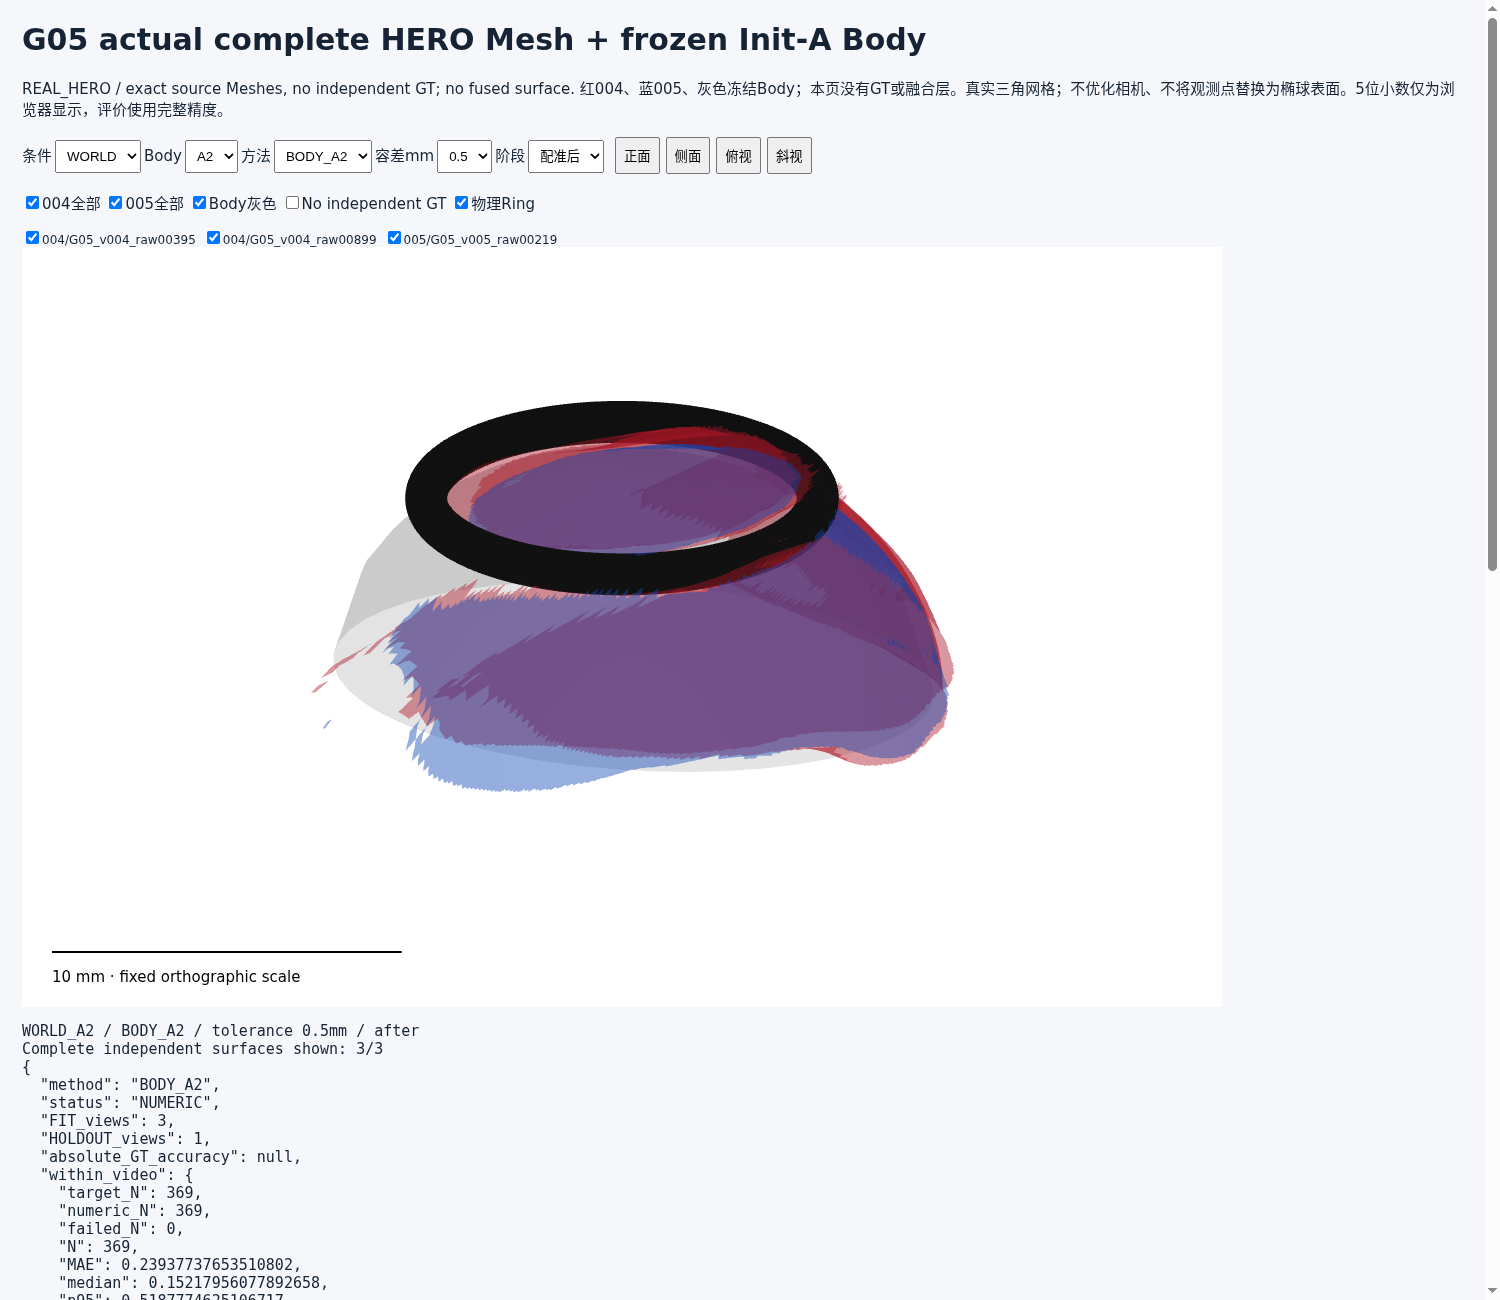 G05 actual complete HERO Mesh + frozen Init-A Body
REAL_HERO / exact source Meshes, no independent GT; no fused surface. 红004、蓝005、灰色冻结Body；本页没有GT或融合层。真实三角网格；不优化相机、不将观测点替换为椭球表面。5位小数仅为浏
览器显示，评价使用完整精度。
条件 WORLD Body A2 方法 BODY_A2 容差mm 0.5 阶段 配准后 正面 侧面 俯视 斜视
004全部 005全部 Body灰色 No independent GT 物理Ring
004/G05_v004_raw00395 004/G05_v004_raw00899 005/G05_v005_raw00219
10 mm · fixed orthographic scale
WORLD_A2 / BODY_A2 / tolerance 0.5mm / after
Complete independent surfaces shown: 3/3
{
"method": "BODY_A2",
"status": "NUMERIC",
"FIT_views": 3,
"HOLDOUT_views": 1,
"absolute_GT_accuracy": null,
"within_video": {
"target_N": 369,
"numeric_N": 369,
"failed_N": 0,
"N": 369,
"MAE": 0.23937737653510802,
"median": 0.15217956077892658,
"p95": 0.5187774625106717